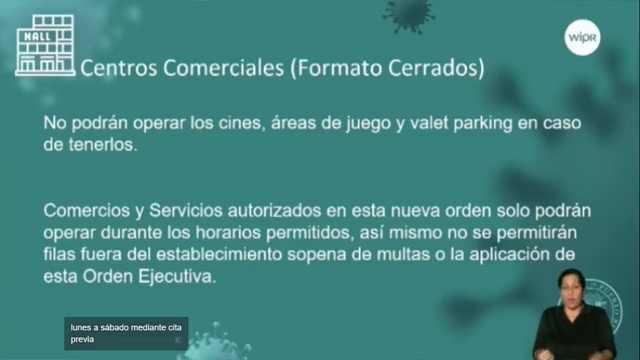 MALL
WIPR
Centros Comerciales (Formato Cerrados)
No podrán operar los cines, áreas de juego y valet parking en caso
de tenerlos.
Comercios y Servicios autorizados en esta nueva orden solo podrán
operar durante los horarios permitidos, así mismo no se permitirán
filas fuera del establecimiento sopena de multas o la aplicación de
esta Orden Ejecutiva.
lunes a sábado mediante cita
previa